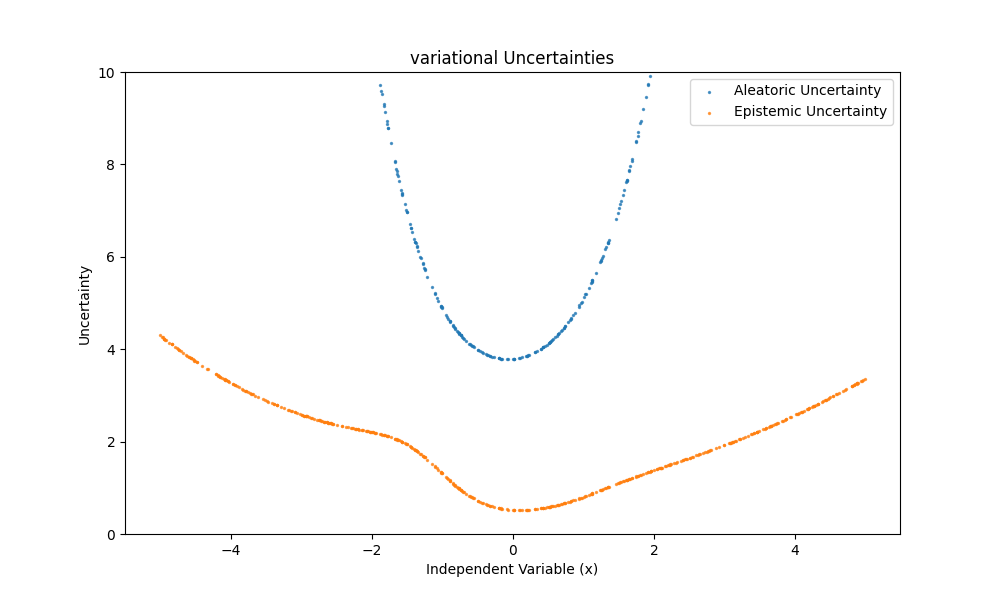 variational Uncertainties
Aleatoric Uncertainty
Epistemic Uncertainty
Uncertainty
10
8
6
4
2
0
−4
−2
0
2
4
Independent Variable (x)